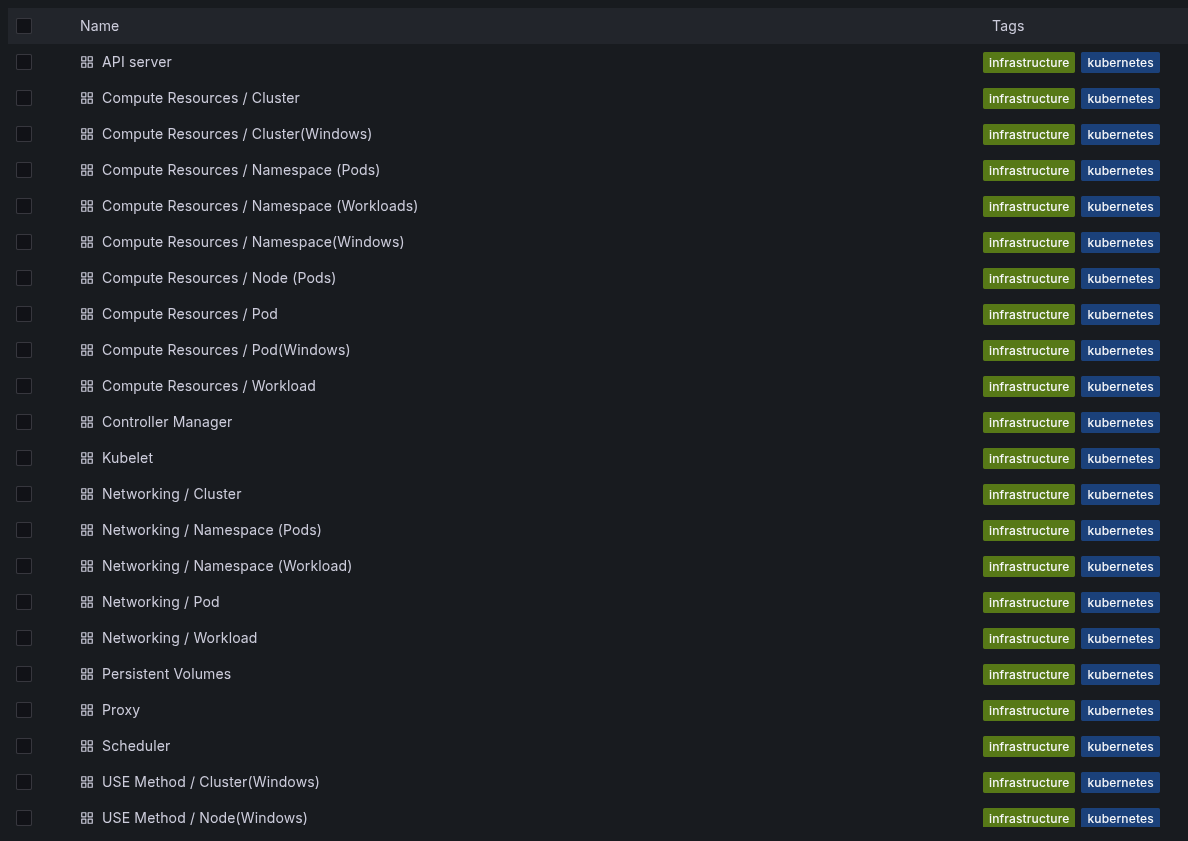 Name Tags
API server infrastructure kubernetes
Compute Resources / Cluster infrastructure kubernetes
Compute Resources / Cluster(Windows) infrastructure kubernetes
Compute Resources / Namespace (Pods) infrastructure kubernetes
Compute Resources / Namespace (Workloads) infrastructure kubernetes
Compute Resources / Namespace(Windows) infrastructure kubernetes
Compute Resources / Node (Pods) infrastructure kubernetes
Compute Resources / Pod infrastructure kubernetes
Compute Resources / Pod(Windows) infrastructure kubernetes
Compute Resources / Workload infrastructure kubernetes
Controller Manager infrastructure kubernetes
Kubelet infrastructure kubernetes
Networking / Cluster infrastructure kubernetes
Networking / Namespace (Pods) infrastructure kubernetes
Networking / Namespace (Workload) infrastructure kubernetes
Networking / Pod infrastructure kubernetes
Networking / Workload infrastructure kubernetes
Persistent Volumes infrastructure kubernetes
Proxy infrastructure kubernetes
Scheduler infrastructure kubernetes
USE Method / Cluster(Windows) infrastructure kubernetes
USE Method / Node(Windows) infrastructure kubernetes